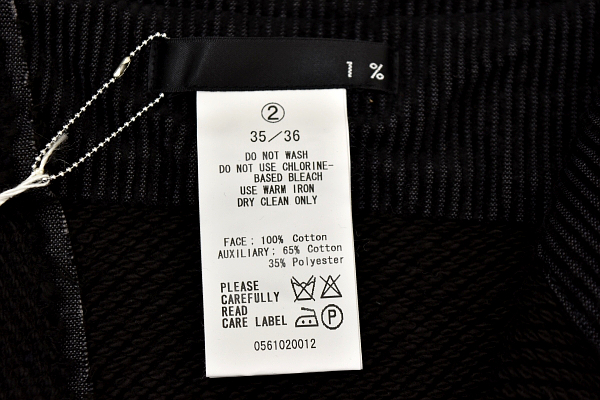 %
②
35/36
DO NOT WASH
DO NOT USE CHLORINE-
BASED BLEACH
USE WARM IRON
DRY CLEAN ONLY
FACE: 100% Cotton
AUXILIARY: 65% Cotton
35% Polyester
PLEASE
CAREFULLY
READ
CARE LABEL
P
0561020012